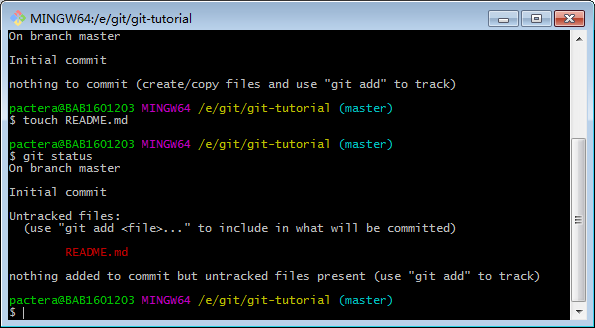 MINGW64:/e/git/git-tutorial
On branch master
Initial commit
nothing to commit (create/copy files and use "git add" to track)
pactera@BAB1601203 MINGW64 /e/git/git-tutorial (master)
$ touch README.md
pactera@BAB1601203 MINGW64 /e/git/git-tutorial (master)
$ git status
On branch master
Initial commit
Untracked files:
  (use "git add <file>..." to include in what will be committed)
        README.md
nothing added to commit but untracked files present (use "git add" to track)
pactera@BAB1601203 MINGW64 /e/git/git-tutorial (master)
$